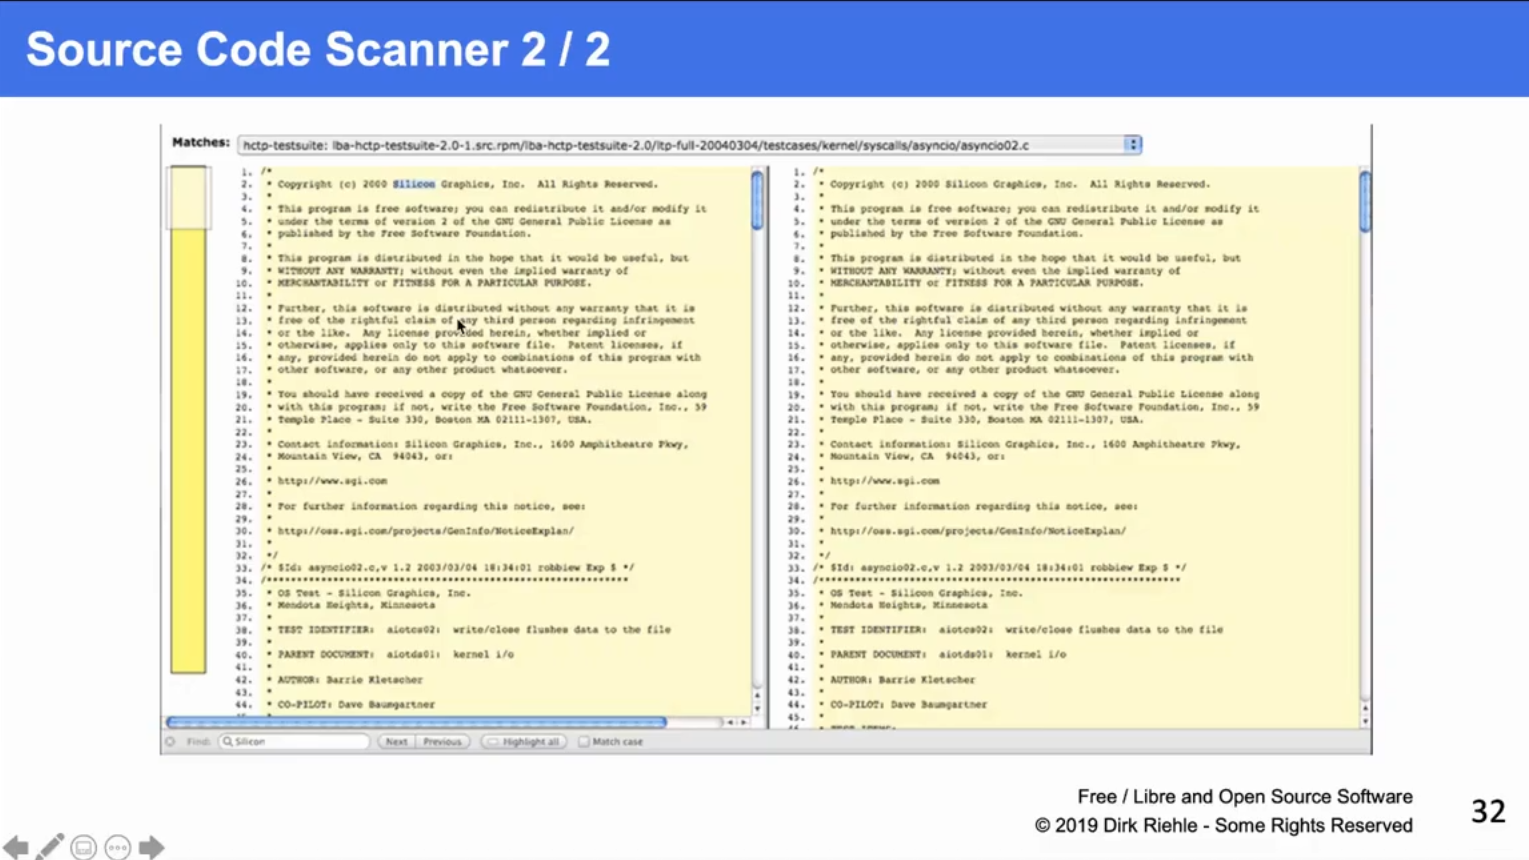 Source Code Scanner 2 / 2
Matches: hctp-testsuite: lba-hctp-testsuite-2.0-1.src.rpm/lba-hctp-testsuite-2.0/ltp-full-20040304/testcases/kernel/syscalls/asyncio/asyncio02.c
1. /*
2. * Copyright (c) 2000 Silicon Graphics, Inc.  All Rights Reserved.
3. *
4. * This program is free software; you can redistribute it and/or modify it
5. * under the terms of version 2 of the GNU General Public License as
6. * published by the Free Software Foundation.
7. *
8. * This program is distributed in the hope that it would be useful, but
9. * WITHOUT ANY WARRANTY; without even the implied warranty of
10. * MERCHANTABILITY or FITNESS FOR A PARTICULAR PURPOSE.
11. *
12. * Further, this software is distributed without any warranty that it is
13. * free of the rightful claim of any third person regarding infringement
14. * or the like.  Any license provided herein, whether implied or
15. * otherwise, applies only to this software file.  Patent licenses, if
16. * any, provided herein do not apply to combinations of this program with
17. * other software, or any other product whatsoever.
18. *
19. * You should have received a copy of the GNU General Public License along
20. * with this program; if not, write the Free Software Foundation, Inc., 59
21. * Temple Place - Suite 330, Boston MA 02111-1307, USA.
22. *
23. * Contact information: Silicon Graphics, Inc., 1600 Amphitheatre Pkwy,
24. * Mountain View, CA  94043, or:
25. *
26. * http://www.sgi.com
27. *
28. * For further information regarding this notice, see:
29. *
30. * http://oss.sgi.com/projects/GenInfo/NoticeExplan/
31. *
32. */
33. /* $Id: asyncio02.c,v 1.2 2003/03/04 18:34:01 robbiew Exp $ */
34. /************************************************************
35. * OS Test - Silicon Graphics, Inc.
36. * Mendota Heights, Minnesota
37. *
38. * TEST IDENTIFIER:  aiotcs02:  write/close flushes data to the file
39. *
40. * PARENT DOCUMENT:  aiotds01:  kernel i/o
41. *
42. * AUTHOR: Barrie Kletscher
43. *
44. * CO-PILOT: Dave Baumgartner
1. /*
2. * Copyright (c) 2000 Silicon Graphics, Inc.  All Rights Reserved.
3. *
4. * This program is free software; you can redistribute it and/or modify it
5. * under the terms of version 2 of the GNU General Public License as
6. * published by the Free Software Foundation.
7. *
8. * This program is distributed in the hope that it would be useful, but
9. * WITHOUT ANY WARRANTY; without even the implied warranty of
10. * MERCHANTABILITY or FITNESS FOR A PARTICULAR PURPOSE.
11. *
12. * Further, this software is distributed without any warranty that it is
13. * free of the rightful claim of any third person regarding infringement
14. * or the like.  Any license provided herein, whether implied or
15. * otherwise, applies only to this software file.  Patent licenses, if
16. * any, provided herein do not apply to combinations of this program with
17. * other software, or any other product whatsoever.
18. *
19. * You should have received a copy of the GNU General Public License along
20. * with this program; if not, write the Free Software Foundation, Inc., 59
21. * Temple Place - Suite 330, Boston MA 02111-1307, USA.
22. *
23. * Contact information: Silicon Graphics, Inc., 1600 Amphitheatre Pkwy,
24. * Mountain View, CA  94043, or:
25. *
26. * http://www.sgi.com
27. *
28. * For further information regarding this notice, see:
29. *
30. * http://oss.sgi.com/projects/GenInfo/NoticeExplan/
31. *
32. */
33. /* $Id: asyncio02.c,v 1.2 2003/03/04 18:34:01 robbiew Exp $ */
34. /************************************************************
35. * OS Test - Silicon Graphics, Inc.
36. * Mendota Heights, Minnesota
37. *
38. * TEST IDENTIFIER:  aiotcs02:  write/close flushes data to the file
39. *
40. * PARENT DOCUMENT:  aiotds01:  kernel i/o
41. *
42. * AUTHOR: Barrie Kletscher
43. *
44. * CO-PILOT: Dave Baumgartner
45. *
Find: Silicon Next Previous Highlight all Match case
Free / Libre and Open Source Software
© 2019 Dirk Riehle - Some Rights Reserved
32